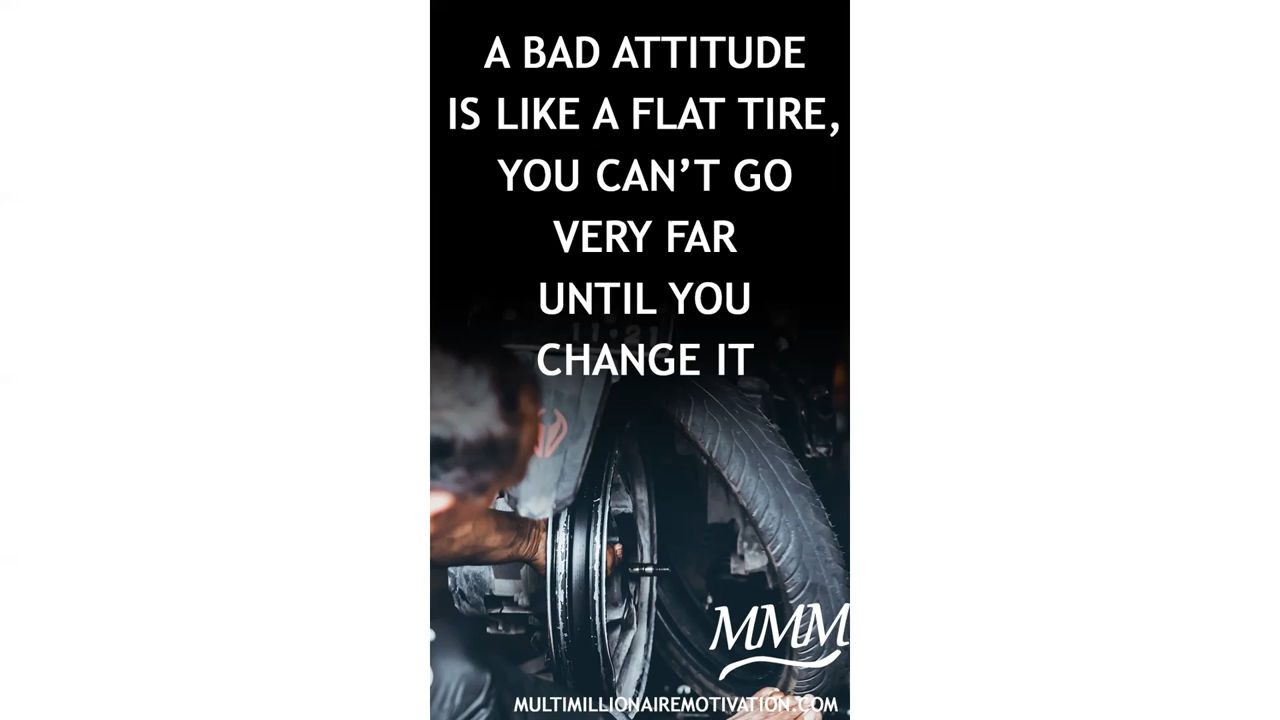 A BAD ATTITUDE
IS LIKE A FLAT TIRE,
YOU CAN’T GO
VERY FAR
UNTIL YOU
CHANGE IT
MMM
MULTIMILLIONAIREMOTIVATION.COM